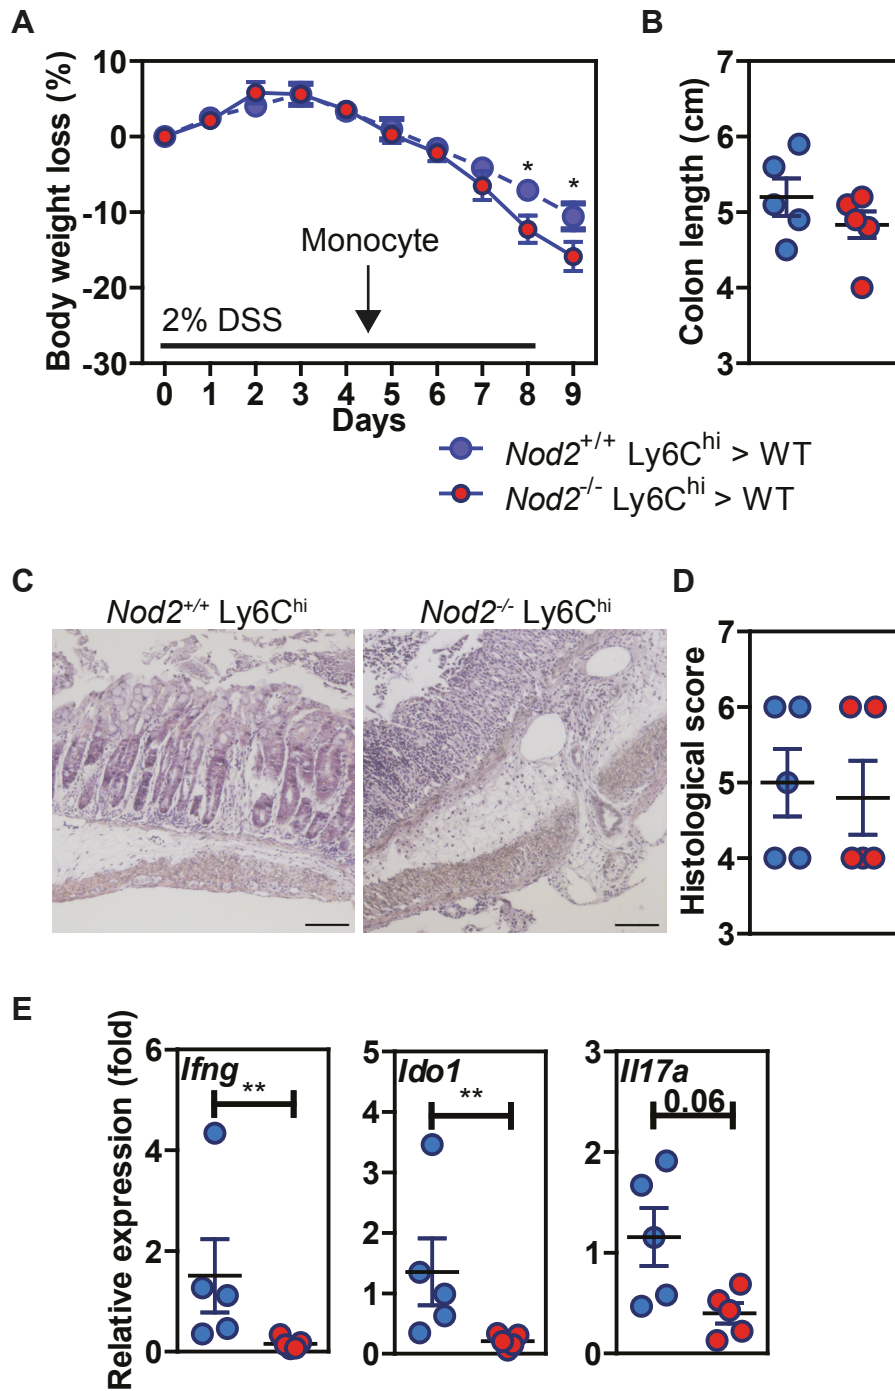 A
Body weight loss (%)
10
0
-10
-20
-30
Monocyte
2% DSS
*
*
0 1 2 3 4 5 6 7 8 9
Days
B
Colon length (cm)
7
6
5
4
3
Nod2+/+ Ly6Chi > WT
Nod2-/- Ly6Chi > WT
C
Nod2+/+ Ly6Chi
Nod2-/- Ly6Chi
D
Histological score
7
6
5
4
3
E
Relative expression (fold)
6
4
2
0
Ifng
**
5
4
3
2
1
0
Ido1
**
3
2
1
0
Il17a
0.06